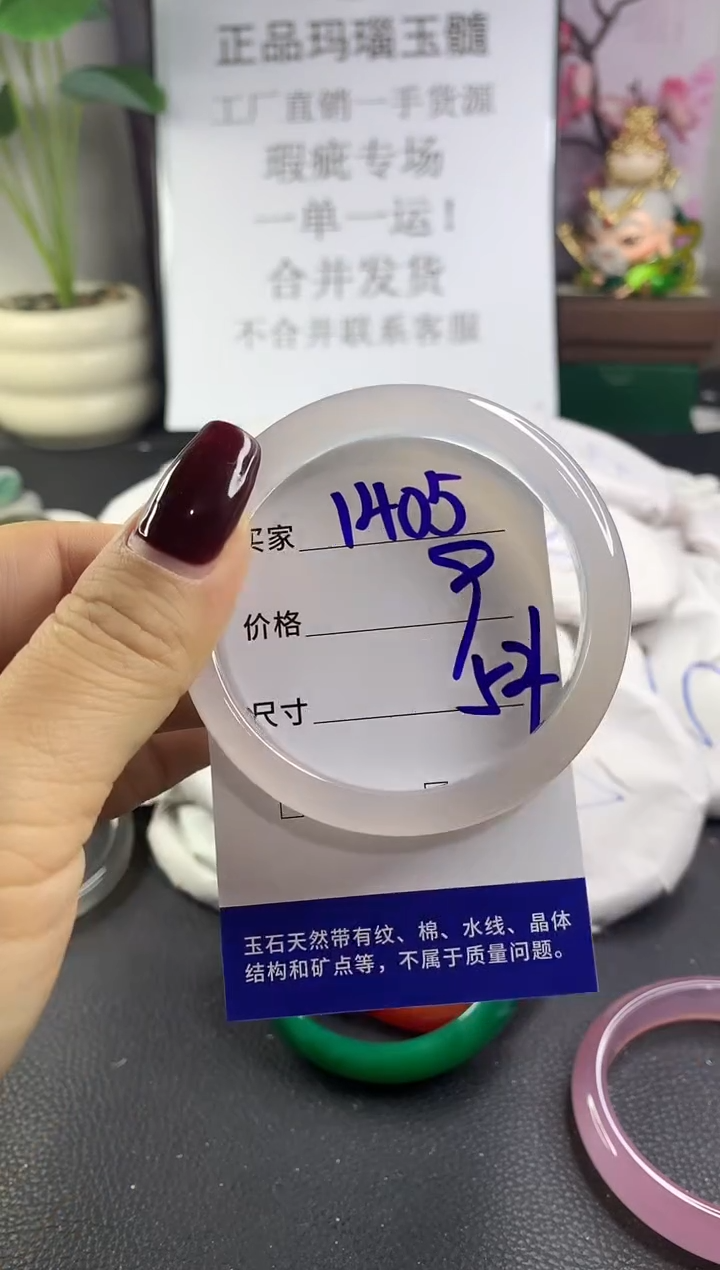 正品玛瑙玉髓
工厂直销一手货源
瑕疵专场
一单一运！
合并发货
不合并联系客服
买家 1405
价格
尺寸
玉石天然带有纹、棉、水线、晶体
结构和矿点等，不属于质量问题。